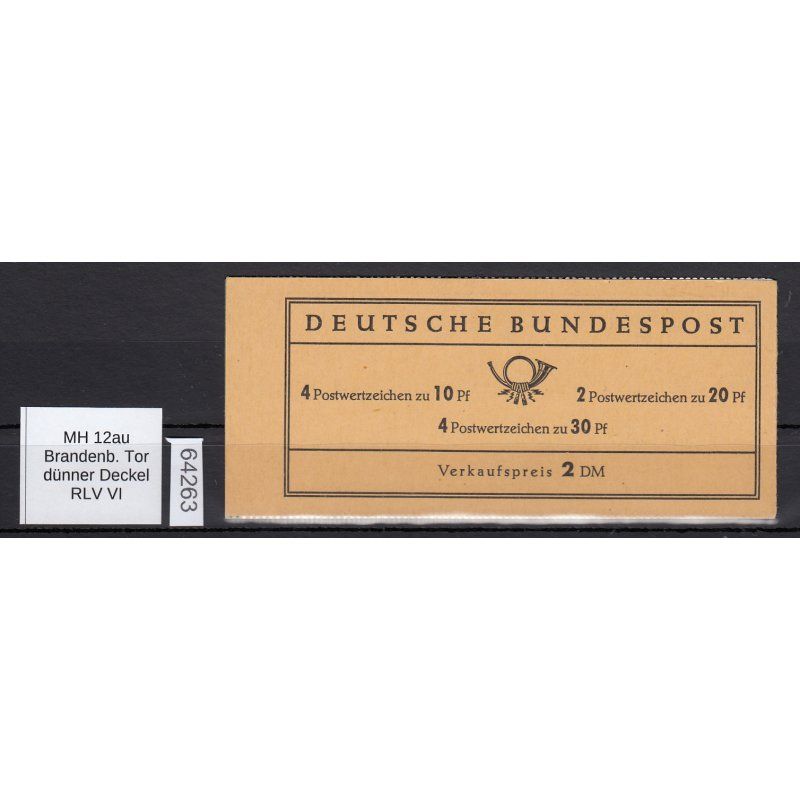 MH 12au
Brandenb. Tor
dünner Deckel
RLV VI
64263
DEUTSCHE BUNDESPOST
4 Postwertzeichen zu 10 Pf 2 Postwertzeichen zu 20 Pf
4 Postwertzeichen zu 30 Pf
Verkaufspreis 2 DM